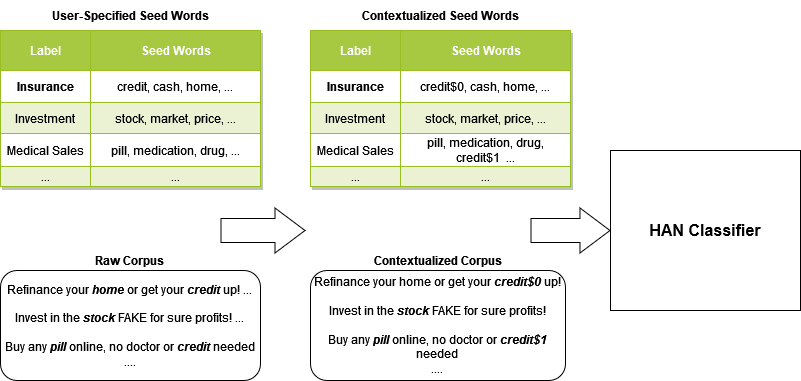 User-Specified Seed Words
Label Seed Words
Insurance credit, cash, home, ...
Investment stock, market, price, ...
Medical Sales pill, medication, drug, ...
... ...
Contextualized Seed Words
Label Seed Words
Insurance credit$0, cash, home, ...
Investment stock, market, price, ...
Medical Sales pill, medication, drug,
credit$1 ...
... ...
Raw Corpus
Refinance your home or get your credit up! ...
Invest in the stock FAKE for sure profits! ...
Buy any pill online, no doctor or credit needed
....
Contextualized Corpus
Refinance your home or get your credit$0 up!
Invest in the stock FAKE for sure profits!
Buy any pill online, no doctor or credit$1
needed
....
HAN Classifier